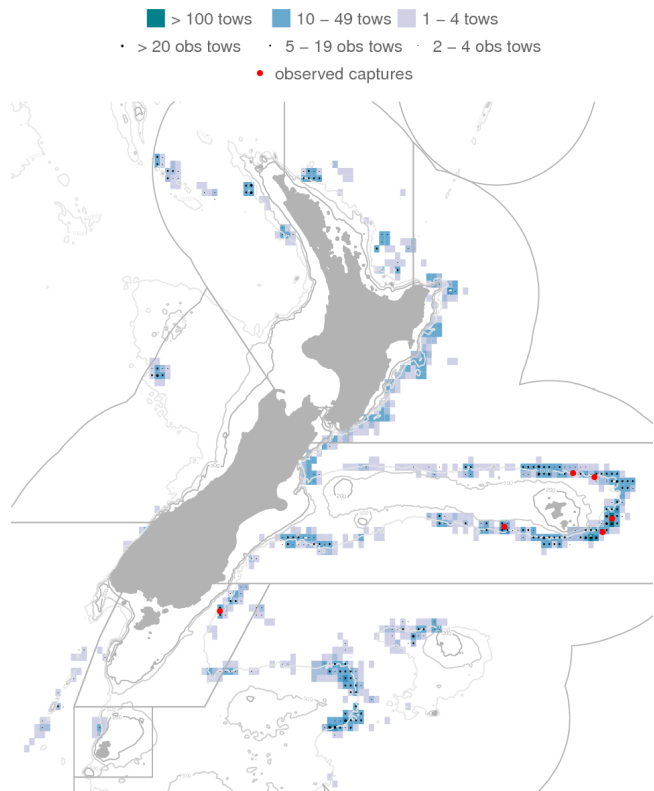 > 100 tows 10 − 49 tows 1 − 4 tows
> 20 obs tows 5 − 19 obs tows 2 − 4 obs tows
observed captures